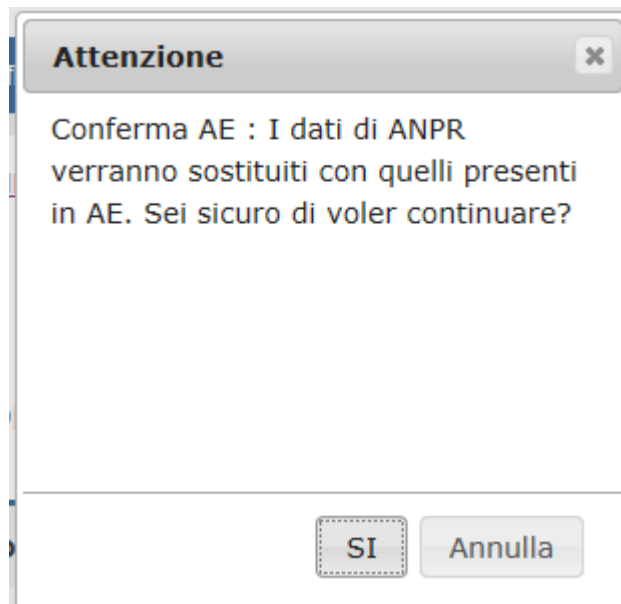 Attenzione
Conferma AE : I dati di ANPR
verranno sostituiti con quelli presenti
in AE. Sei sicuro di voler continuare?
SI
Annulla